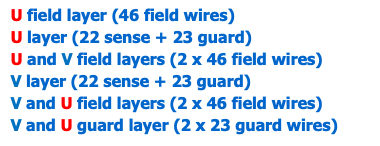 U field layer (46 field wires)
U layer (22 sense + 23 guard)
U and V field layers (2 x 46 field wires)
V layer (22 sense + 23 guard)
V and U field layers (2 x 46 field wires)
V and U guard layer (2 x 23 guard wires)